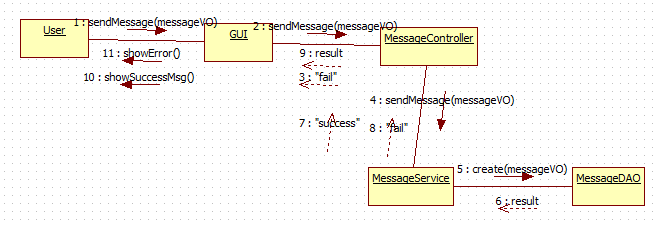 1 : sendMessage(messageVO)
2 : sendMessage(messageVO)
User
GUI
MessageController
11 : showError()
9 : result
10 : showSuccessMsg()
3 : "fail"
4 : sendMessage(messageVO)
7 : "success"
8 : "fail"
5 : create(messageVO)
MessageService
MessageDAO
6 : result